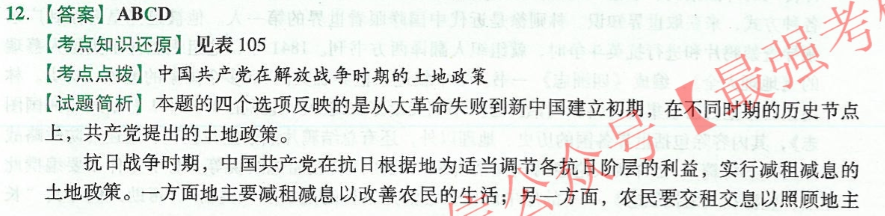 12.【答案】ABCD
【考点知识还原】见表105
【考点点拨】中国共产党在解放战争时期的土地政策
【试题简析】本题的四个选项反映的是从大革命失败到新中国建立初期，在不同时期的历史节点
上，共产党提出的土地政策。
抗日战争时期，中国共产党在抗日根据地为适当调节各抗日阶层的利益，实行减租减息的
土地政策。一方面地主要减租减息以改善农民的生活；另一方面，农民要交租交息以照顾地主
公众号【最强考